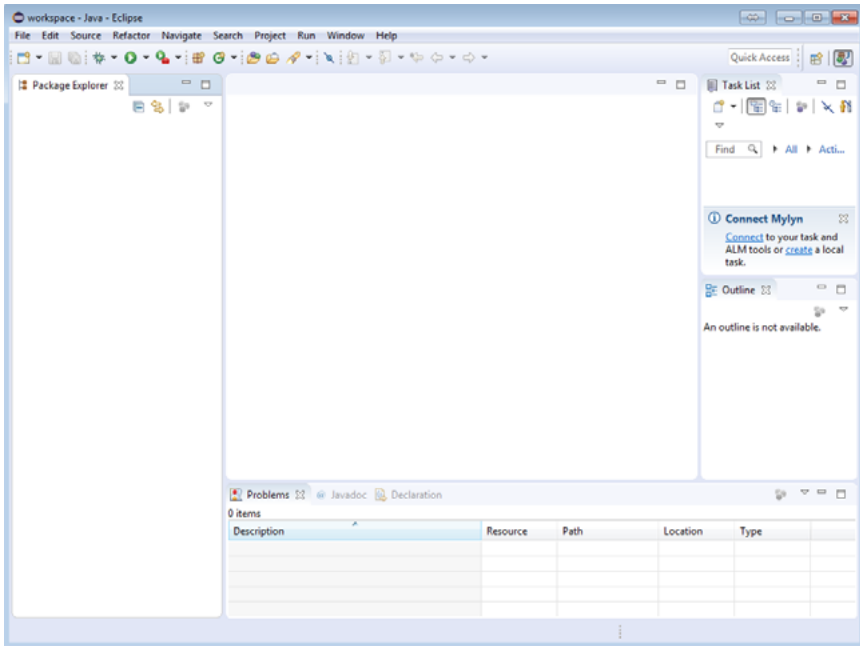 workspace - Java - Eclipse
File Edit Source Refactor Navigate Search Project Run Window Help
Quick Access
Package Explorer
Task List
Find All Acti...
Connect Mylyn
Connect to your task and
ALM tools or create a local
task.
Outline
An outline is not available.
Problems Javadoc Declaration
0 items
Description Resource Path Location Type